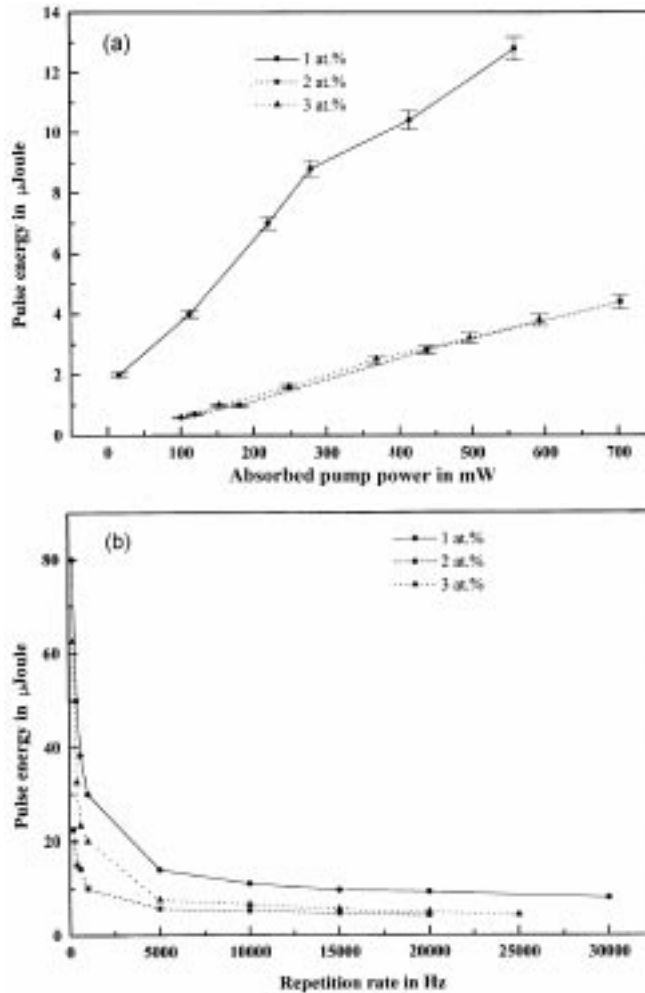 14
(a)
1 at.%
2 at.%
3 at.%
12
10
8
6
4
2
0
Pulse energy in µJoule
0 100 200 300 400 500 600 700
Absorbed pump power in mW
(b)
1 at.%
2 at.%
3 at.%
80
60
40
20
0
Pulse energy in µJoule
0 5000 10000 15000 20000 25000 30000
Repetition rate in Hz